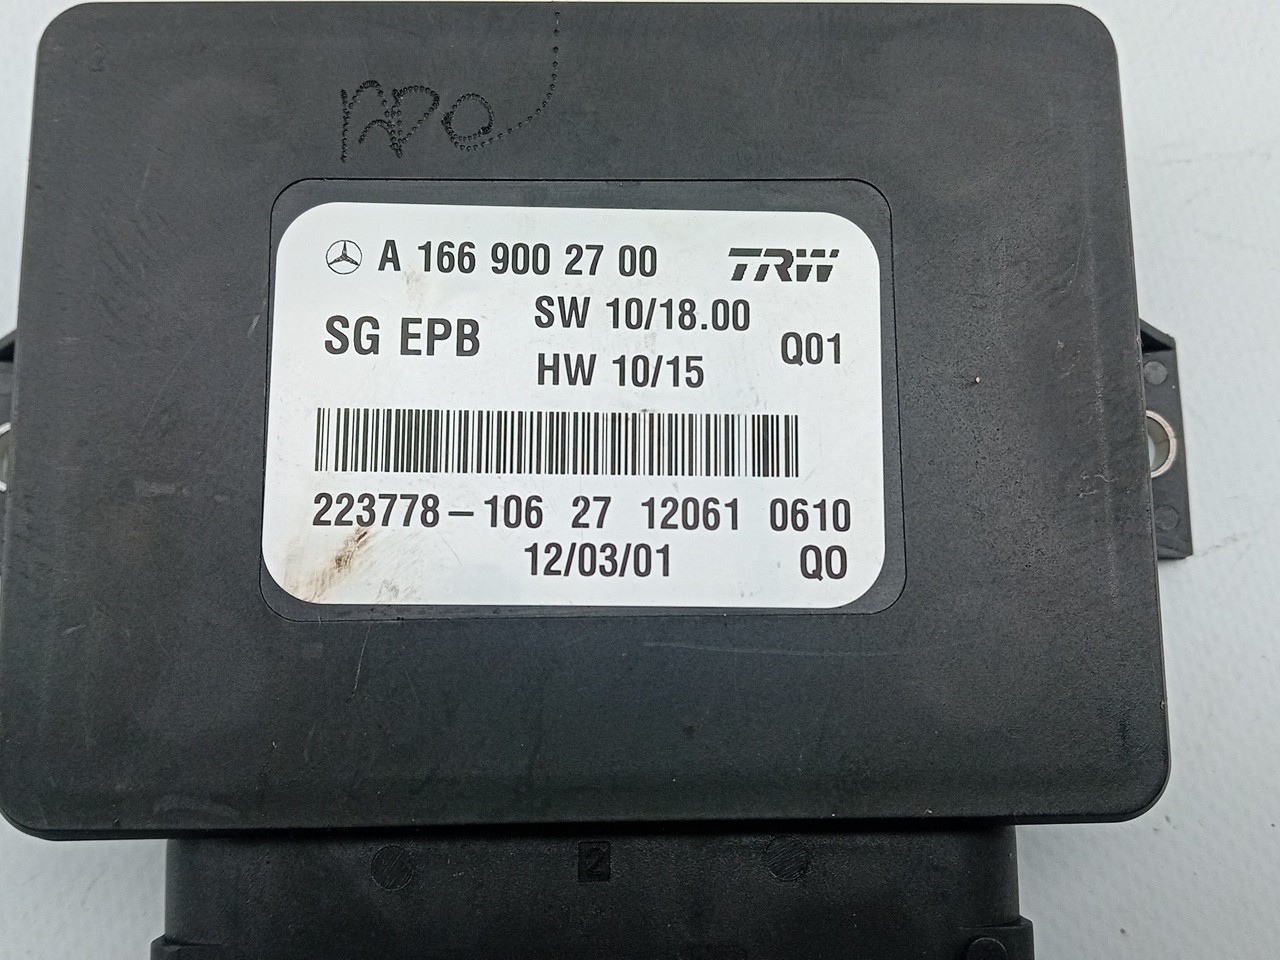 A 166 900 27 00 TRW
SG EPB SW 10/18.00 Q01
HW 10/15
223778-106 27 12061 0610
12/03/01 QO
2